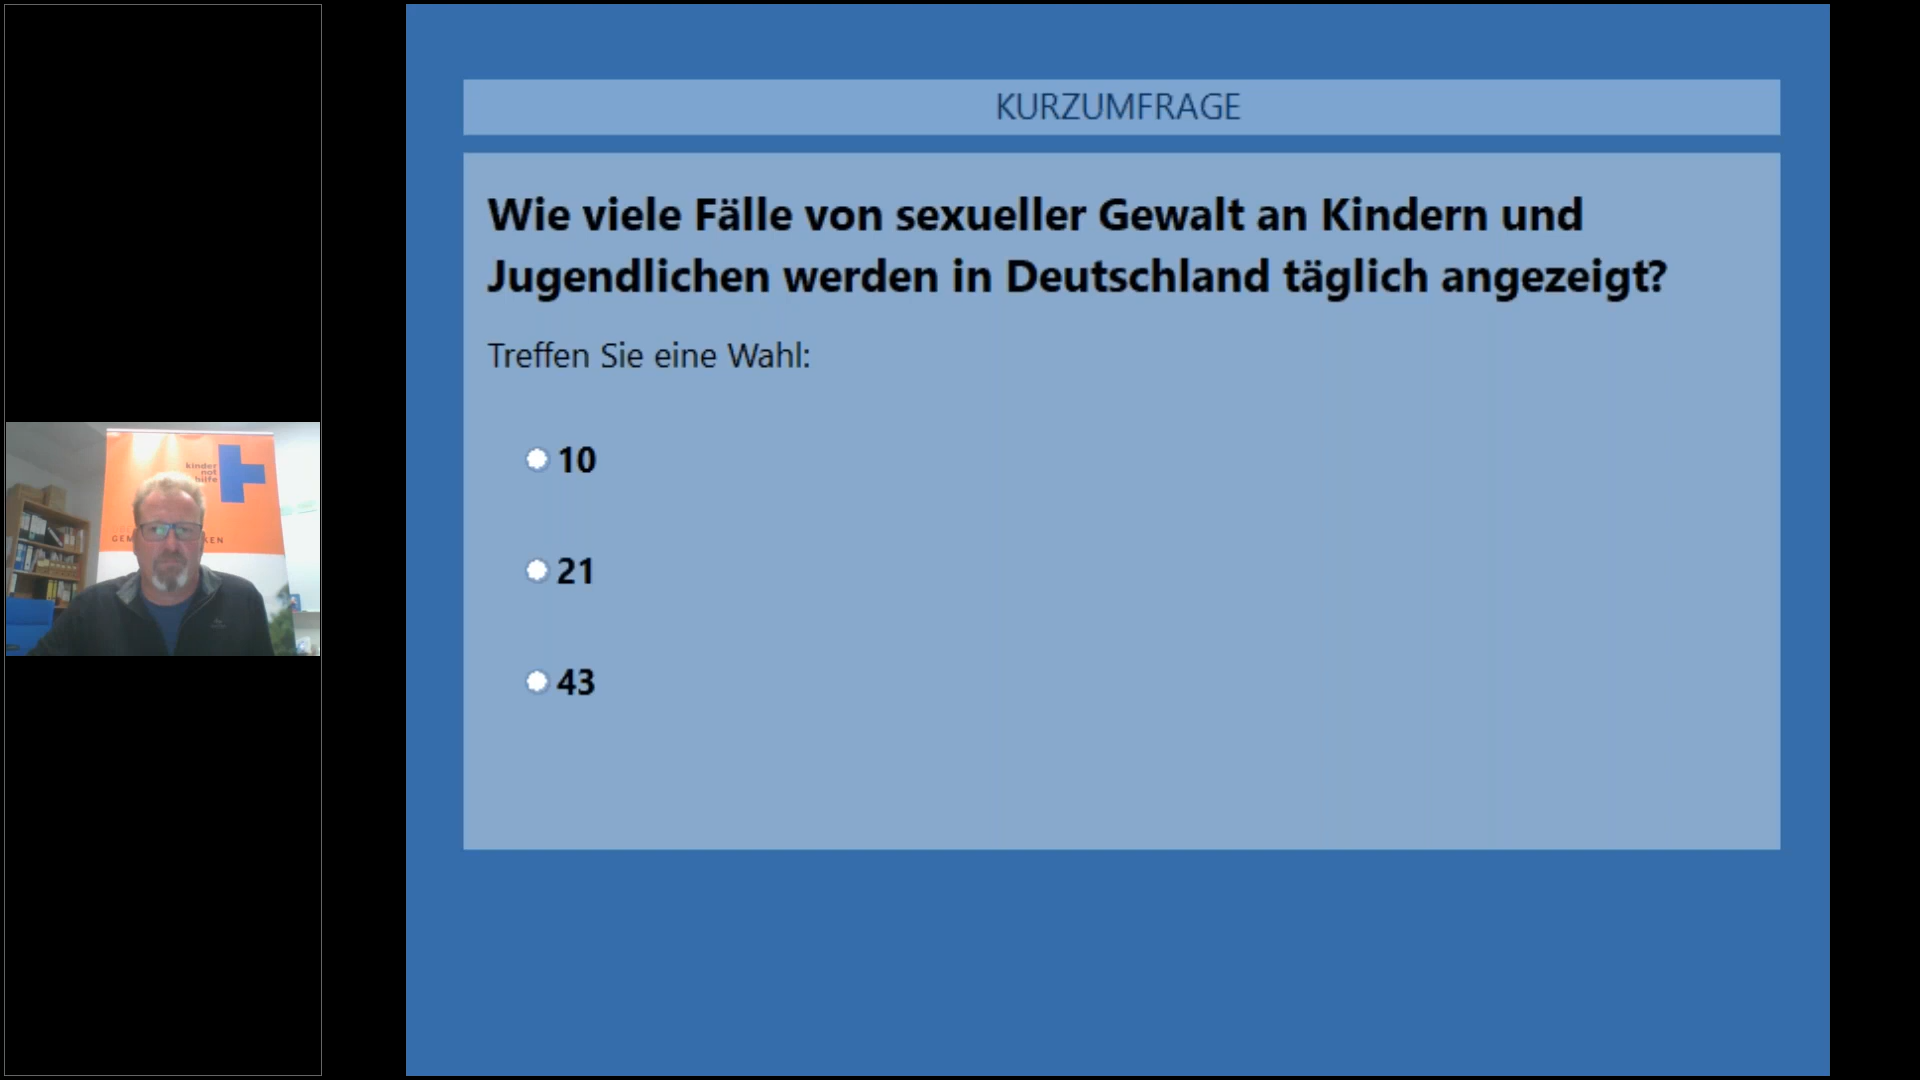 KURZUMFRAGE
Wie viele Fälle von sexueller Gewalt an Kindern und
Jugendlichen werden in Deutschland täglich angezeigt?
Treffen Sie eine Wahl:
10
21
43
kinder
not
hilfe